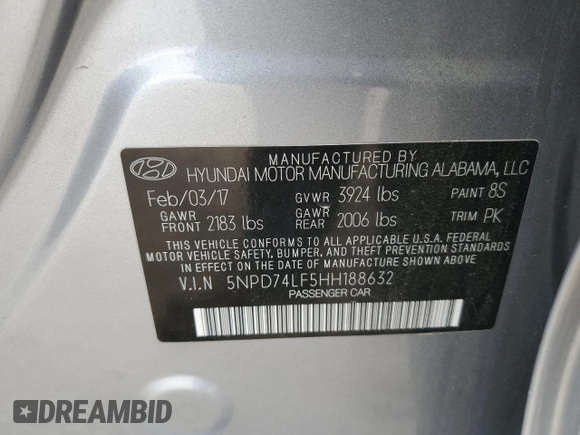 MANUFACTURED BY
HYUNDAI MOTOR MANUFACTURING ALABAMA, LLC
Feb/03/17 GVWR 3924 lbs PAINT 8S
GAWR FRONT 2183 lbs GAWR REAR 2006 lbs TRIM PK
THIS VEHICLE CONFORMS TO ALL APPLICABLE U.S.A. FEDERAL
MOTOR VEHICLE SAFETY, BUMPER, AND THEFT PREVENTION STANDARDS
IN EFFECT ON THE DATE OF MANUFACTURE SHOWN ABOVE.
V.I.N 5NPD74LF5HH188632
PASSENGER CAR
DREAMBID